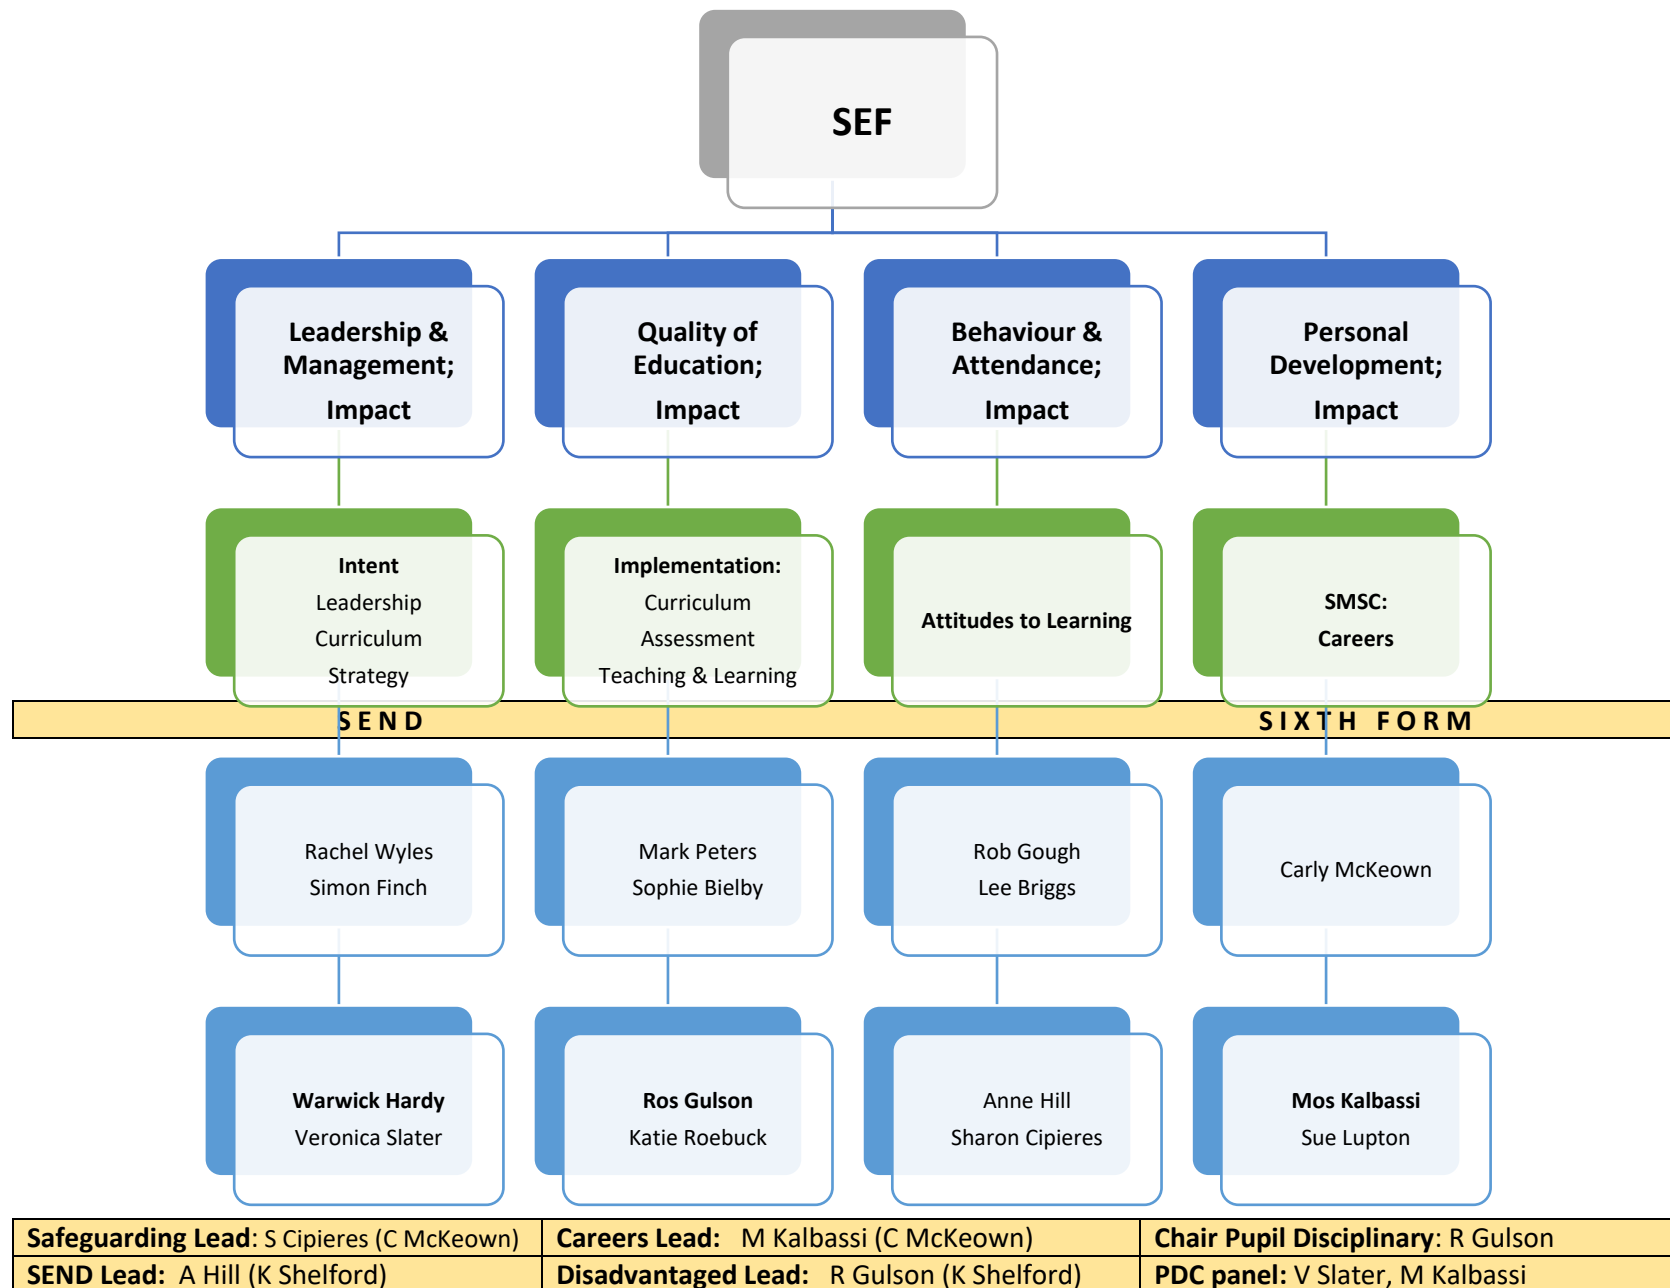 SEF
Leadership &
Management;
Impact
Quality of
Education;
Impact
Behaviour &
Attendance;
Impact
Personal
Development;
Impact
Intent
Leadership
Curriculum
Strategy
Implementation:
Curriculum
Assessment
Teaching & Learning
Attitudes to Learning
SMSC:
Careers
SEND
SIXTH FORM
Rachel Wyles
Simon Finch
Mark Peters
Sophie Bielby
Rob Gough
Lee Briggs
Carly McKeown
Warwick Hardy
Veronica Slater
Ros Gulson
Katie Roebuck
Anne Hill
Sharon Cipieres
Mos Kalbassi
Sue Lupton
Safeguarding Lead: S Cipieres (C McKeown)
Careers Lead: M Kalbassi (C McKeown)
Chair Pupil Disciplinary: R Gulson
SEND Lead: A Hill (K Shelford)
Disadvantaged Lead: R Gulson (K Shelford)
PDC panel: V Slater, M Kalbassi